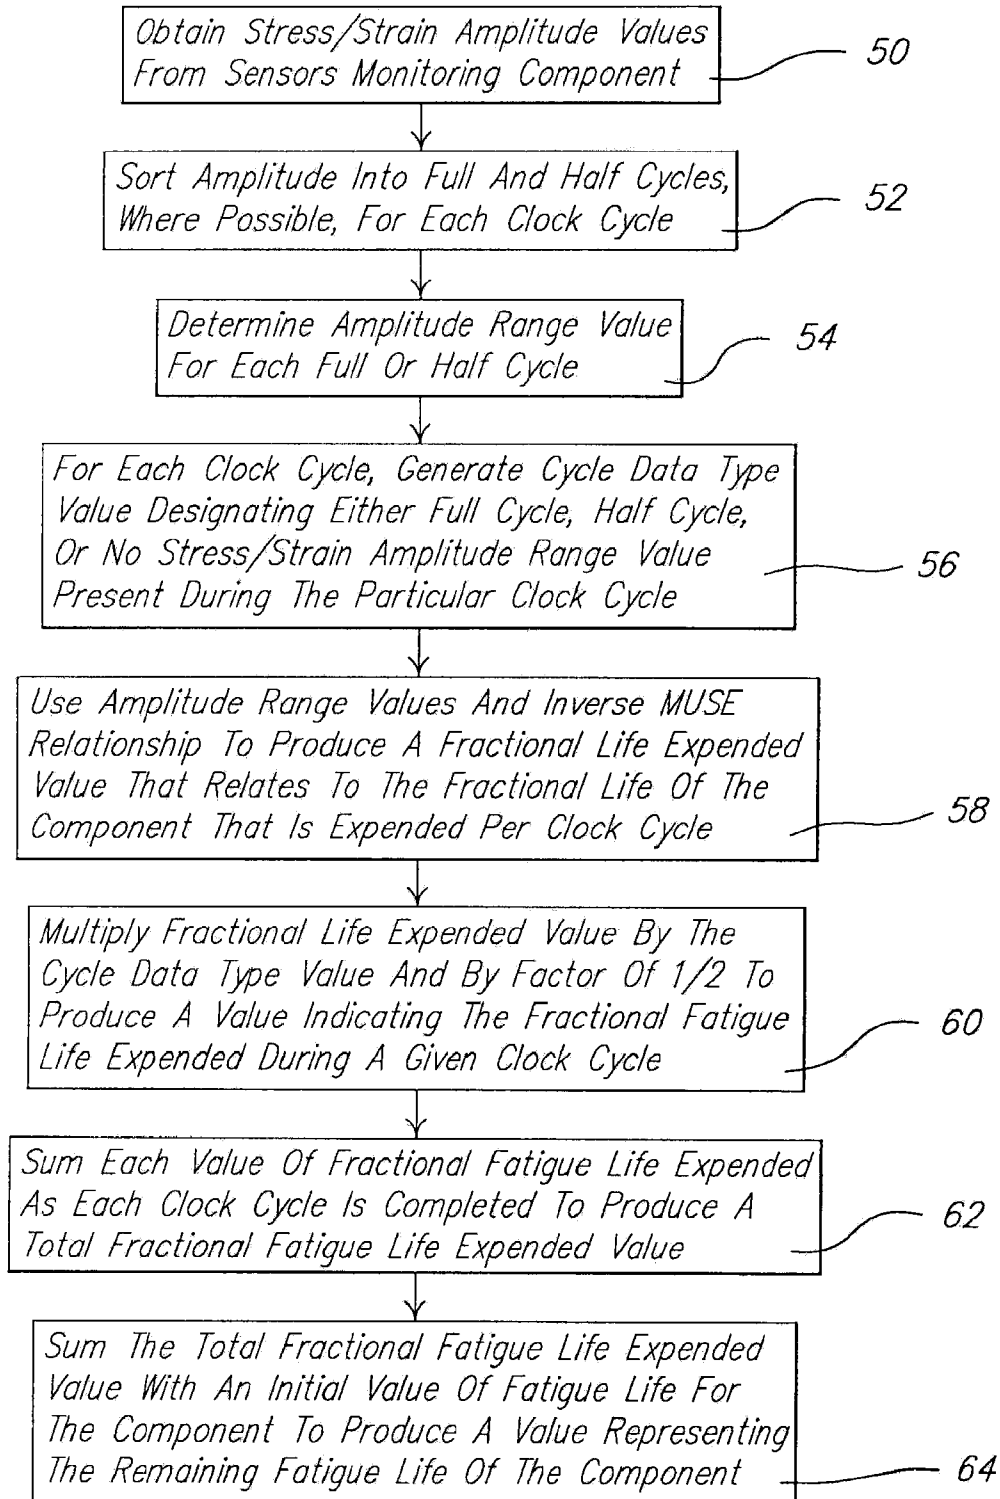 Obtain Stress/Strain Amplitude Values
From Sensors Monitoring Component
50
Sort Amplitude Into Full And Half Cycles,
Where Possible, For Each Clock Cycle
52
Determine Amplitude Range Value
For Each Full Or Half Cycle
54
For Each Clock Cycle, Generate Cycle Data Type
Value Designating Either Full Cycle, Half Cycle,
Or No Stress/Strain Amplitude Range Value
Present During The Particular Clock Cycle
56
Use Amplitude Range Values And Inverse MUSE
Relationship To Produce A Fractional Life Expended
Value That Relates To The Fractional Life Of The
Component That Is Expended Per Clock Cycle
58
Multiply Fractional Life Expended Value By The
Cycle Data Type Value And By Factor Of 1/2 To
Produce A Value Indicating The Fractional Fatigue
Life Expended During A Given Clock Cycle
60
Sum Each Value Of Fractional Fatigue Life Expended
As Each Clock Cycle Is Completed To Produce A
Total Fractional Fatigue Life Expended Value
62
Sum The Total Fractional Fatigue Life Expended
Value With An Initial Value Of Fatigue Life For
The Component To Produce A Value Representing
The Remaining Fatigue Life Of The Component
64